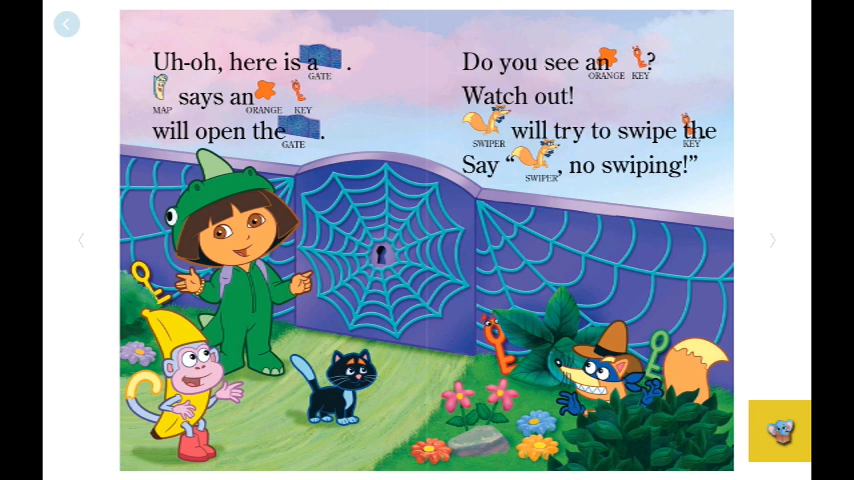 Uh-oh, here is a
GATE
.
says an
MAP ORANGE KEY
will open the
GATE
.
Do you see an
ORANGE KEY
?
Watch out!
SWIPER
will try to swipe the
KEY
.
Say “
SWIPER
, no swiping!”